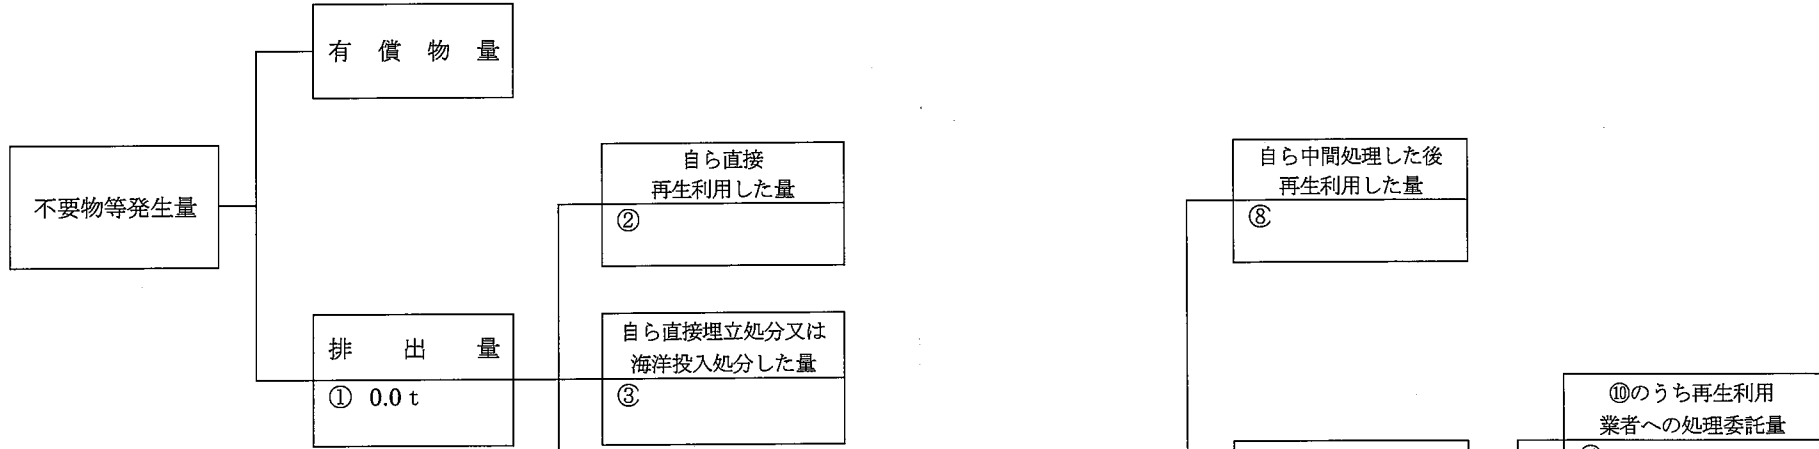 有償物量
不要物等発生量
自ら直接
再生利用した量
②
自ら中間処理した後
再生利用した量
⑧
排出量
① 0.0 t
自ら直接埋立処分又は
海洋投入処分した量
③
⑩のうち再生利用
業者への処理委託量